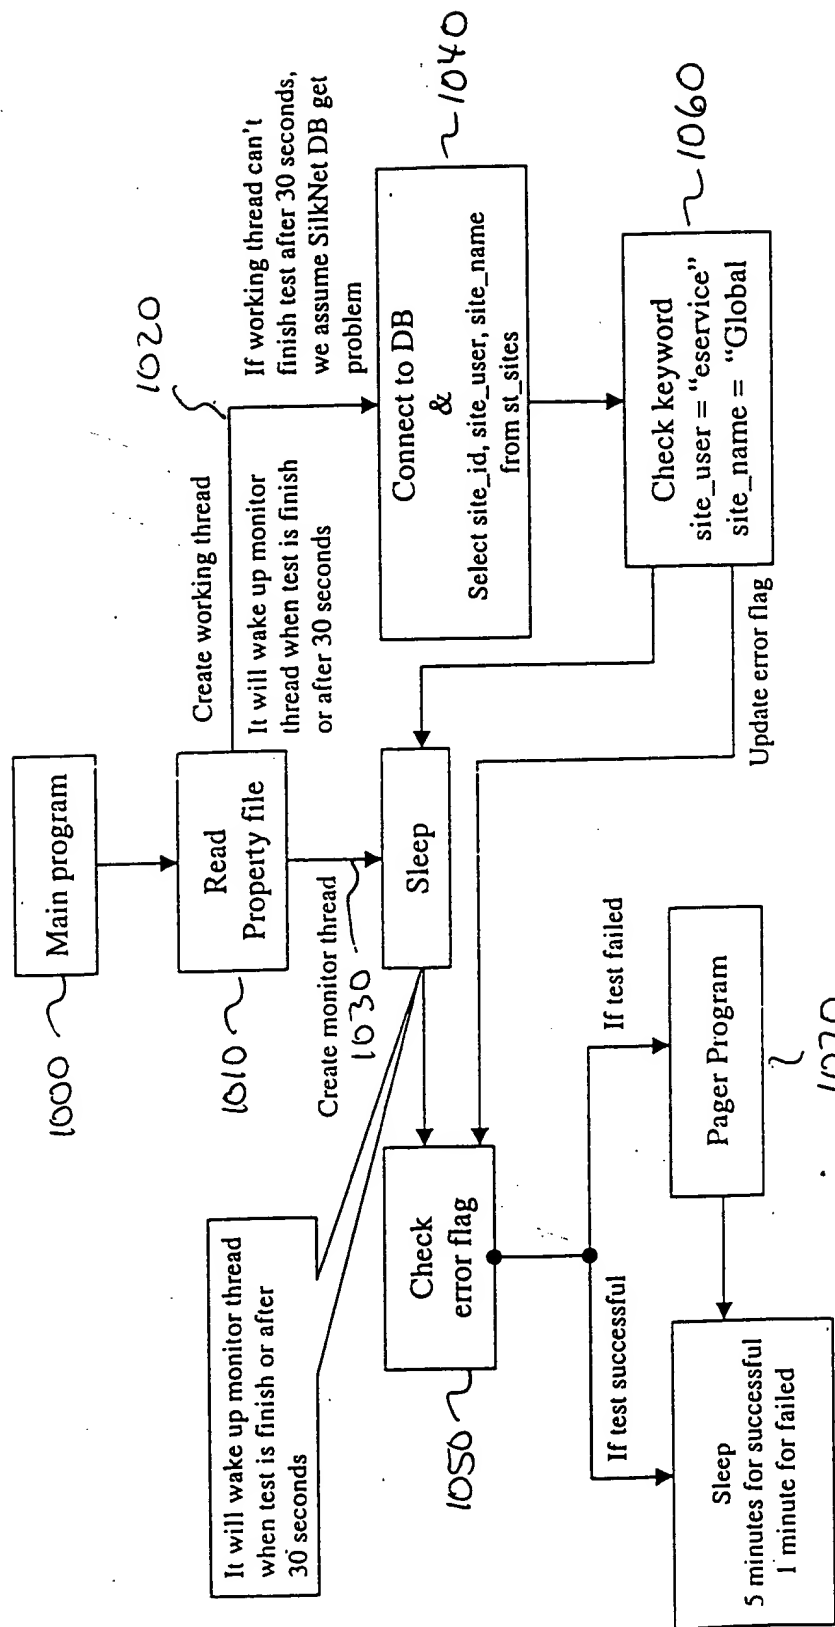 1000
Main program
1010
Read
Property file
Create working thread
1020
It will wake up monitor
thread when test is finish
or after 30 seconds
If working thread can't
finish test after 30 seconds,
we assume SilkNet DB get
problem
Create monitor thread
1030
Sleep
Connect to DB
&
Select site_id, site_user, site_name
from st_sites
1040
It will wake monitor thread
when test is finish or after
30 seconds
Check
error flag
1050
Check keyword
site_user = “eservice”
site_name = “Global
1060
Update error flag
If test successful
If test failed
Pager Program
Sleep
5 minutes for successful
1 minute for failed